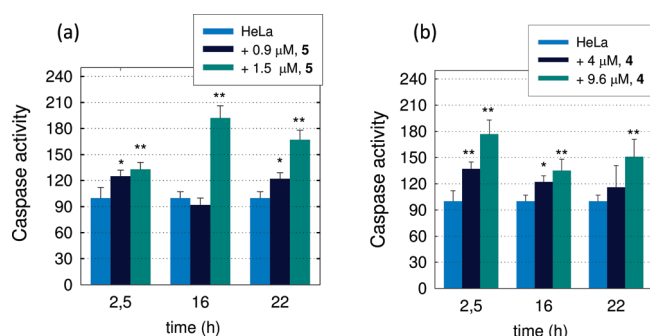 (a)
HeLa
+ 0.9 μM, 5
+ 1.5 μM, 5
240
210
180
150
120
90
60
30
0
Caspase activity
* ** ** * **
2,5 16 22
time (h)
(b)
HeLa
+ 4 μM, 4
+ 9.6 μM, 4
240
210
180
150
120
90
60
30
0
Caspase activity
** ** * ** **
2,5 16 22
time (h)